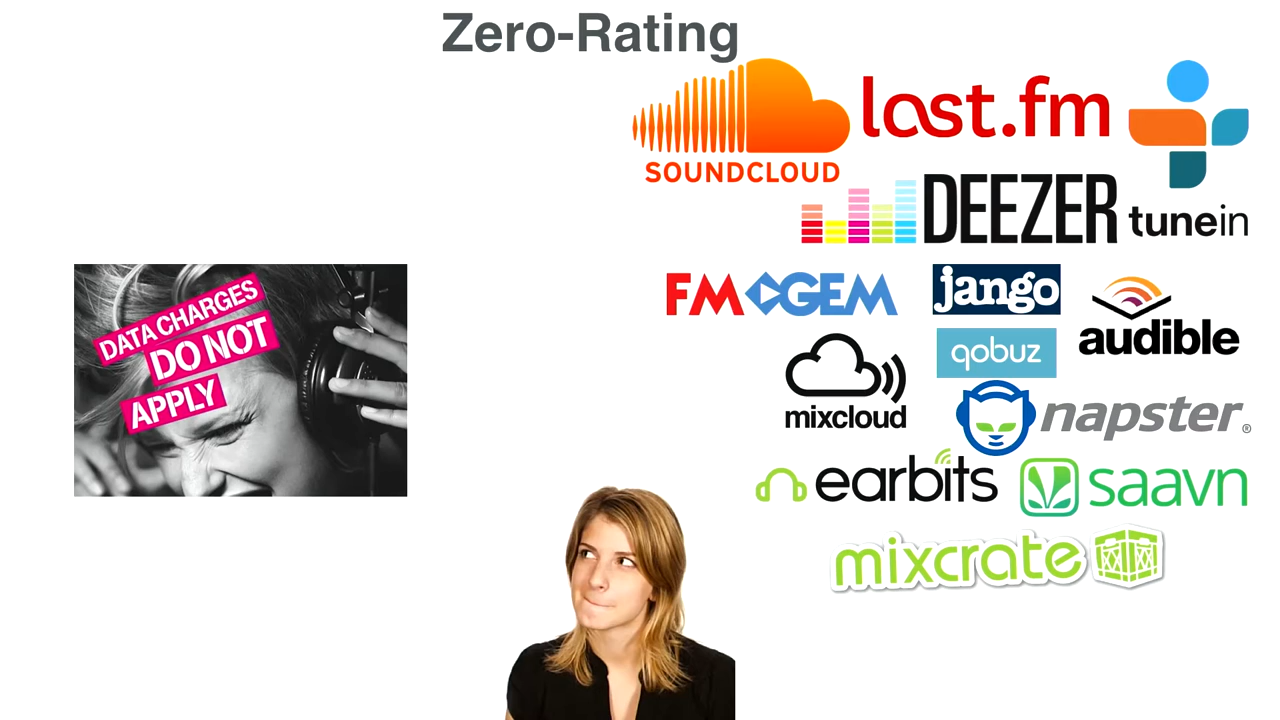 Zero-Rating
SOUNDCLOUD
last.fm
DEEZER
tunein
DATA CHARGES
DO NOT
APPLY
FM GEM
jango
audible
qobuz
mixcloud
napster®
earbits
saavn
mixcrate